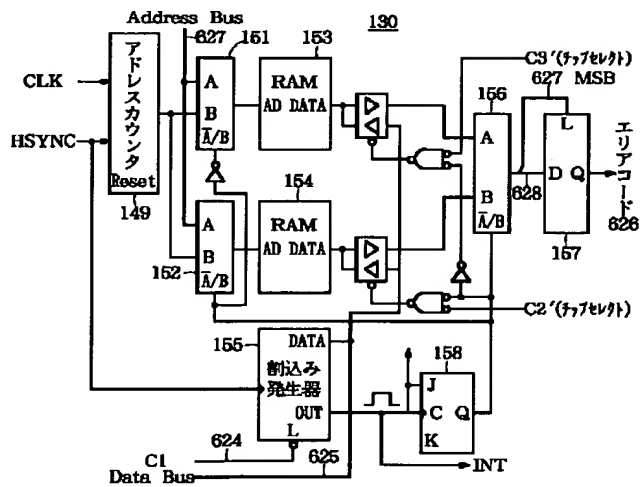 Address Bus
130
627
151
153
C3'(チップセレクト)
アドレスカウンタ
CLK
A
RAM
156
627 MSB
AD DATA
B
HSYNC
A
L
エリアコード
A/B
Reset
154
D Q
626
149
RAM
B
628
A
AD DATA
A/B
157
B
152
A/B
C2'(チップセレクト)
155
DATA
158
割込み
発生器
J
OUT
C Q
L
K
C1
624
625
INT
Data Bus